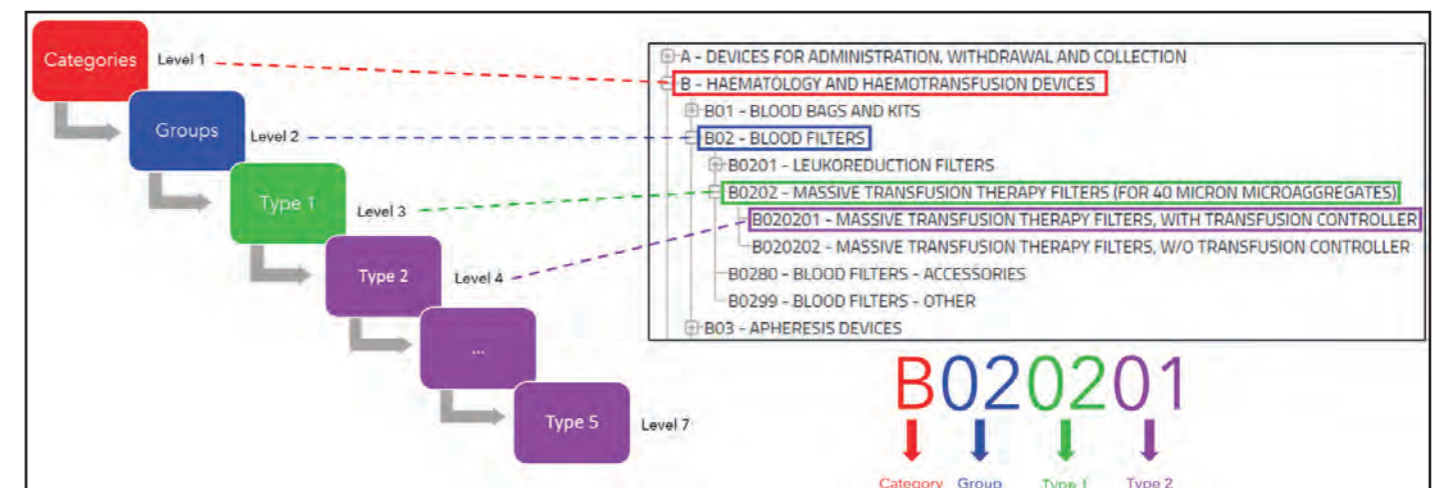 Categories
Level 1
Groups
Level 2
Type 1
Level 3
Type 2
Level 4
...
Type 5
Level 7
A - DEVICES FOR ADMINISTRATION, WITHDRAWAL AND COLLECTION
B - HAEMATOLOGY AND HAEMOTRANSFUSION DEVICES
B01 - BLOOD BAGS AND KITS
B02 - BLOOD FILTERS
B0201 - LEUKOREDUCTION FILTERS
B0202 - MASSIVE TRANSFUSION THERAPY FILTERS (FOR 40 MICRON MICROAGGREGATES)
B020201 - MASSIVE TRANSFUSION THERAPY FILTERS, WITH TRANSFUSION CONTROLLER
B020202 - MASSIVE TRANSFUSION THERAPY FILTERS, W/O TRANSFUSION CONTROLLER
B0280 - BLOOD FILTERS - ACCESSORIES
B0299 - BLOOD FILTERS - OTHER
B03 - APHERESIS DEVICES
B020201
Category Group Type 1 Type 2